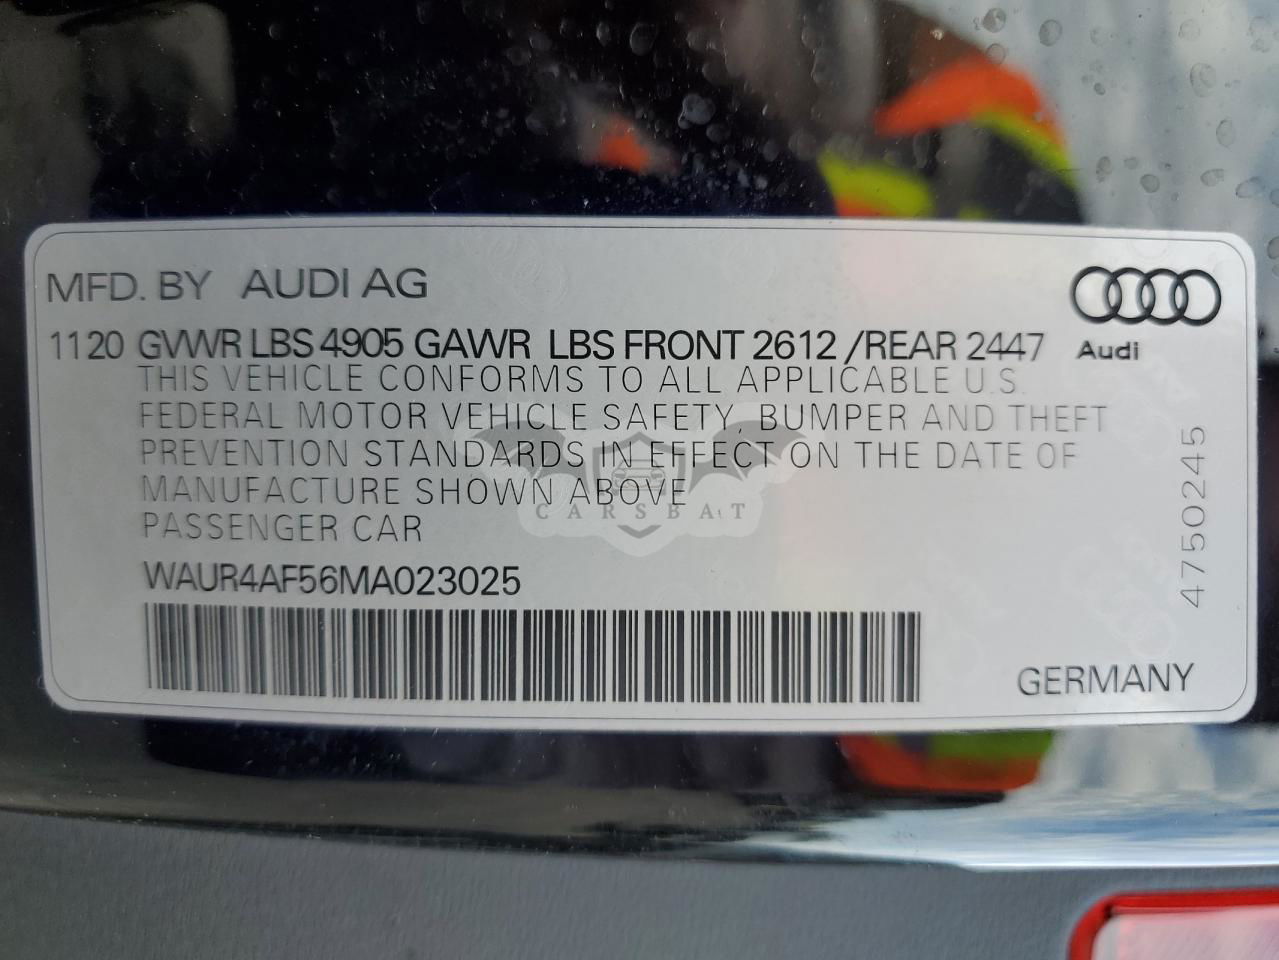 MFD. BY AUDI AG
1120 GVWR LBS 4905 GAWR LBS FRONT 2612 /REAR 2447
Audi
THIS VEHICLE CONFORMS TO ALL APPLICABLE U.S.
FEDERAL MOTOR VEHICLE SAFETY, BUMPER AND THEFT
PREVENTION STANDARDS IN EFFECT ON THE DATE OF
MANUFACTURE SHOWN ABOVE
CARSBAT
PASSENGER CAR
WAUR4AF56MA023025
4750245
GERMANY